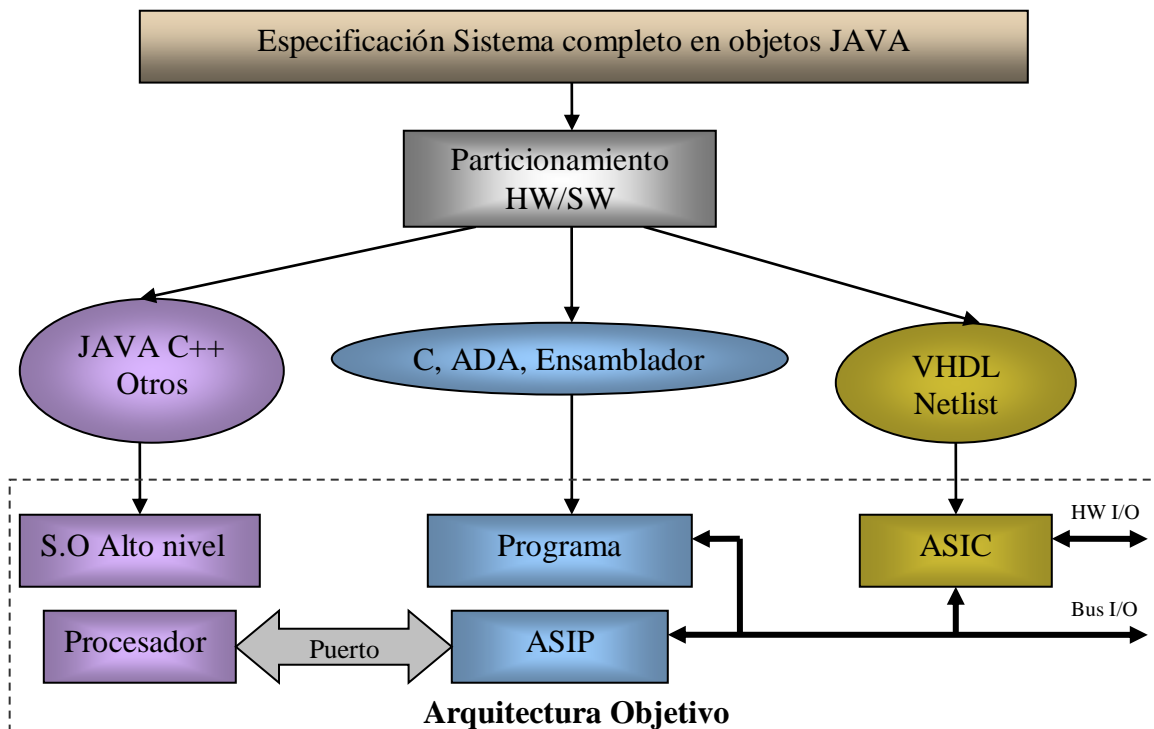 Especificación Sistema completo en objetos JAVA
Particionamiento
HW/SW
JAVA C++
Otros
C, ADA, Ensamblador
VHDL
Netlist
S.O Alto nivel
Programa
ASIC
HW I/O
Procesador
Puerto
ASIP
Bus I/O
Arquitectura Objetivo